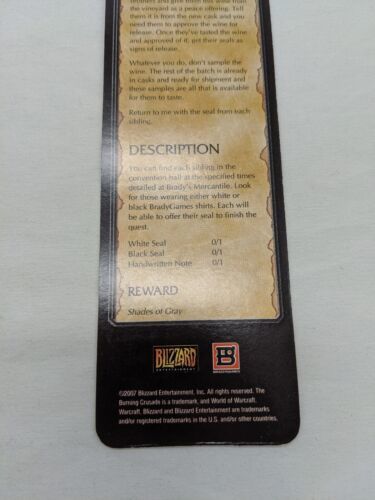 brothers and give them this wine from
the vineyard as a peace offering. Tell
them it is from the new cask and you
need them to approve the wine for
release. Once they've tasted the wine
and approved of it, get their seals as
signs of release.
Whatever you do, don't sample the
wine. The rest of the batch is already
in casks and ready for shipment and
these samples are all that is available
for them to taste.
Return to me with the seal from each
sibling.
DESCRIPTION
You can find each sibling in the
convention hall at the specified times
detailed at Brady's Mercantile. Look
for those wearing either white or
black BradyGames shirts. Each will
be able to offer their seal to finish the
quest.
White Seal 0/1
Black Seal 0/1
Handwritten Note 0/1
REWARD
Shades of Gray
BLIZZARD
ENTERTAINMENT
B
©2007 Blizzard Entertainment, Inc. All rights reserved. The
Burning Crusade is a trademark, and World of Warcraft,
Warcraft, Blizzard and Blizzard Entertainment are trademarks
and/or registered trademarks in the U.S. and/or other countries.